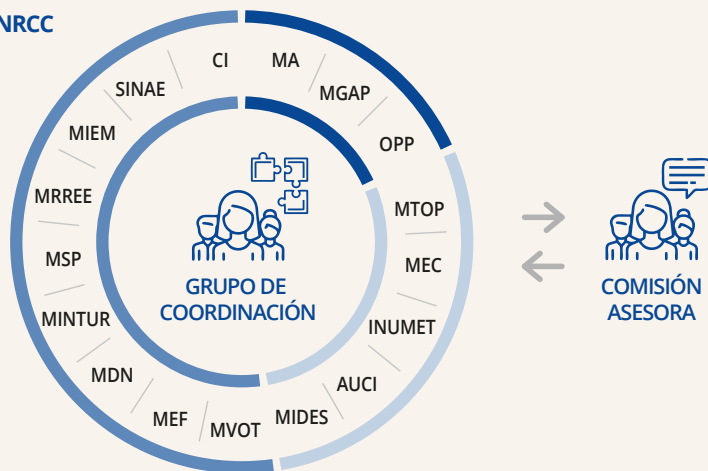 NRCC
CI
MA
MGAP
OPP
MTOP
MEC
INUMET
AUCI
MIDES
MVOT
MEF
MDN
MINTUR
MSP
MRREE
MIEM
SINAE
GRUPO DE
COORDINACIÓN
COMISIÓN
ASESORA